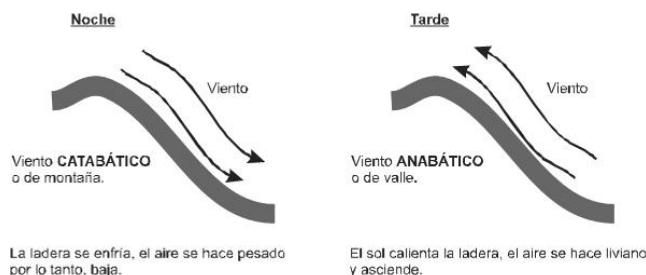 Noche
Viento
Viento CATABÁTICO
o de montaña.
La ladera se enfría, el aire se hace pesado
por lo tanto, baja.
Tarde
Viento
Viento ANABÁTICO
o de valle.
El sol calienta la ladera, el aire se hace liviano
y asciende.